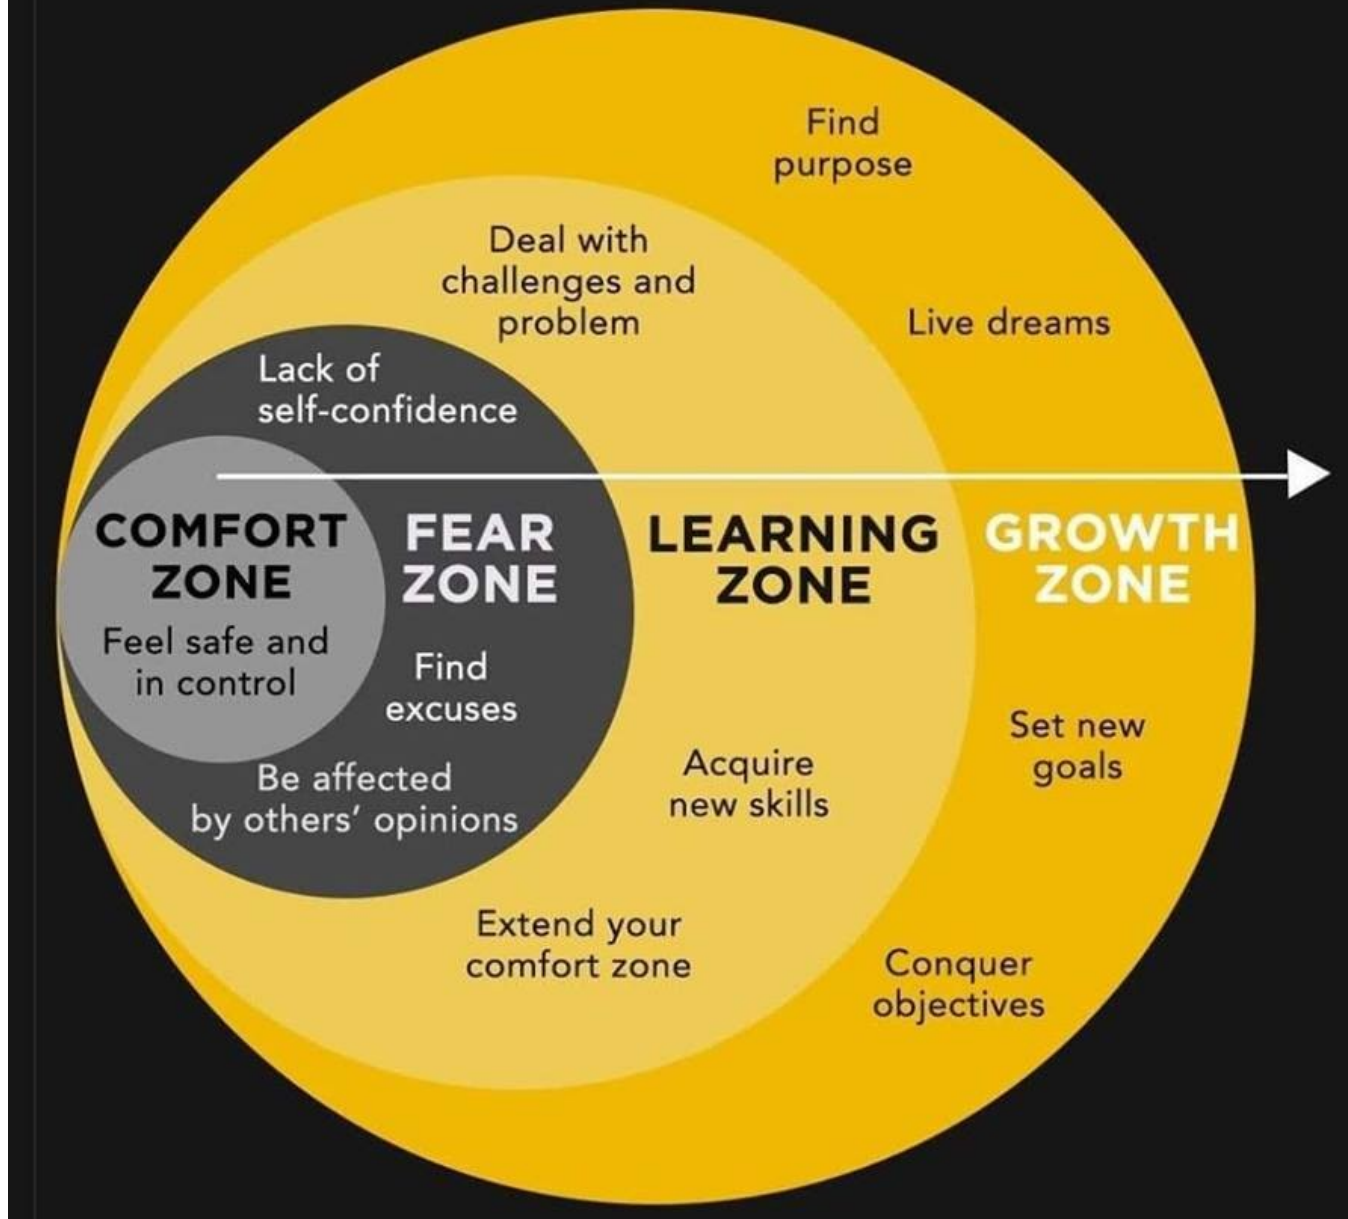 Find
purpose
Deal with
challenges and
problem
Live dreams
Lack of
self-confidence
COMFORT
ZONE
Feel safe and
in control
FEAR
ZONE
Find
excuses
Be affected
by others’ opinions
LEARNING
ZONE
Acquire
new skills
Extend your
comfort zone
GROWTH
ZONE
Set new
goals
Conquer
objectives